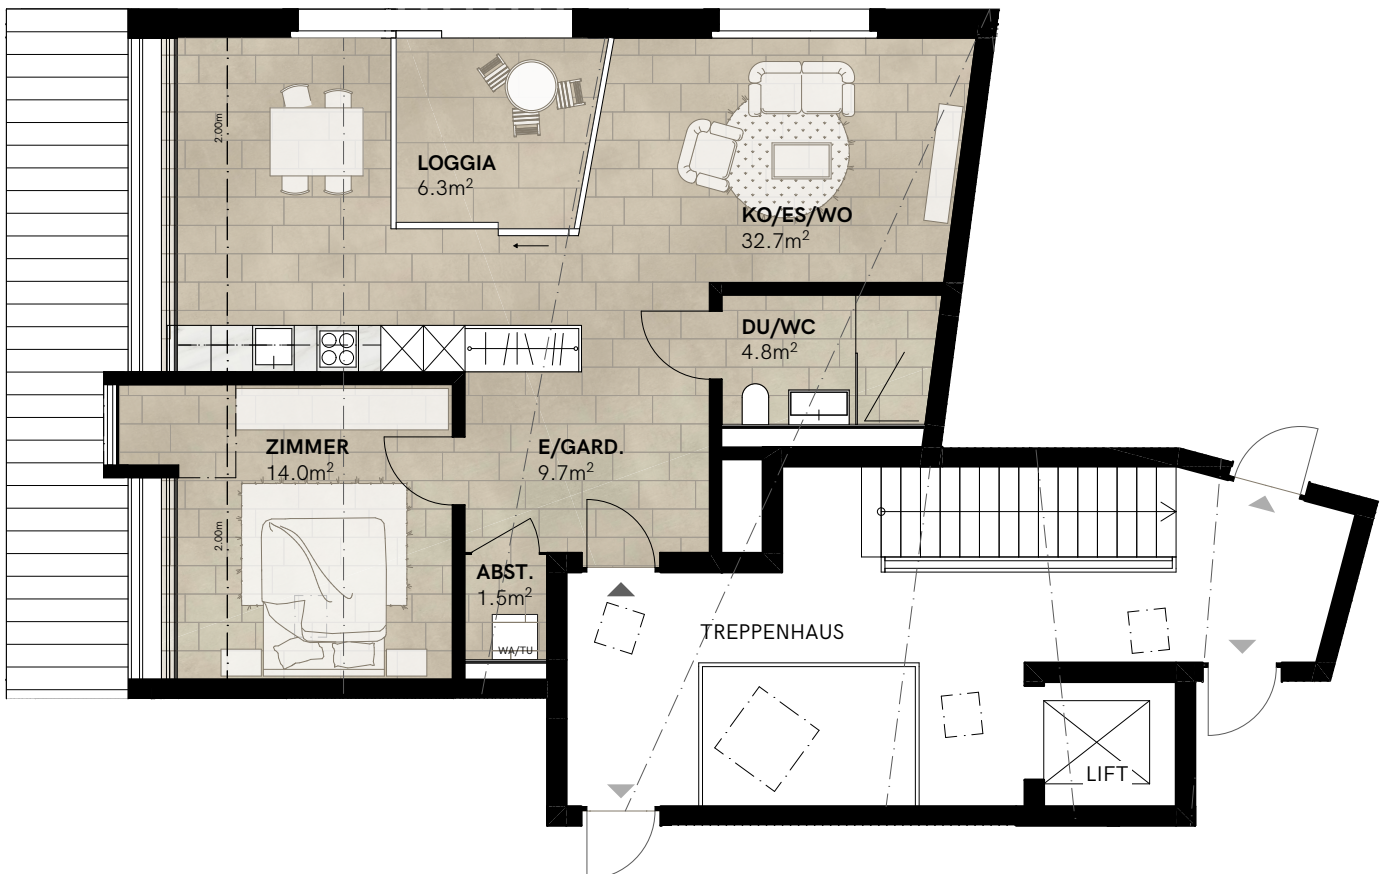 2.00m
LOGGIA
6.3m²
KO/ES/WO
32.7m²
DU/WC
4.8m²
ZIMMER
14.0m²
E/GARD.
9.7m²
2.00m
ABST.
1.5m²
WA/TU
TREPPENHAUS
LIFT